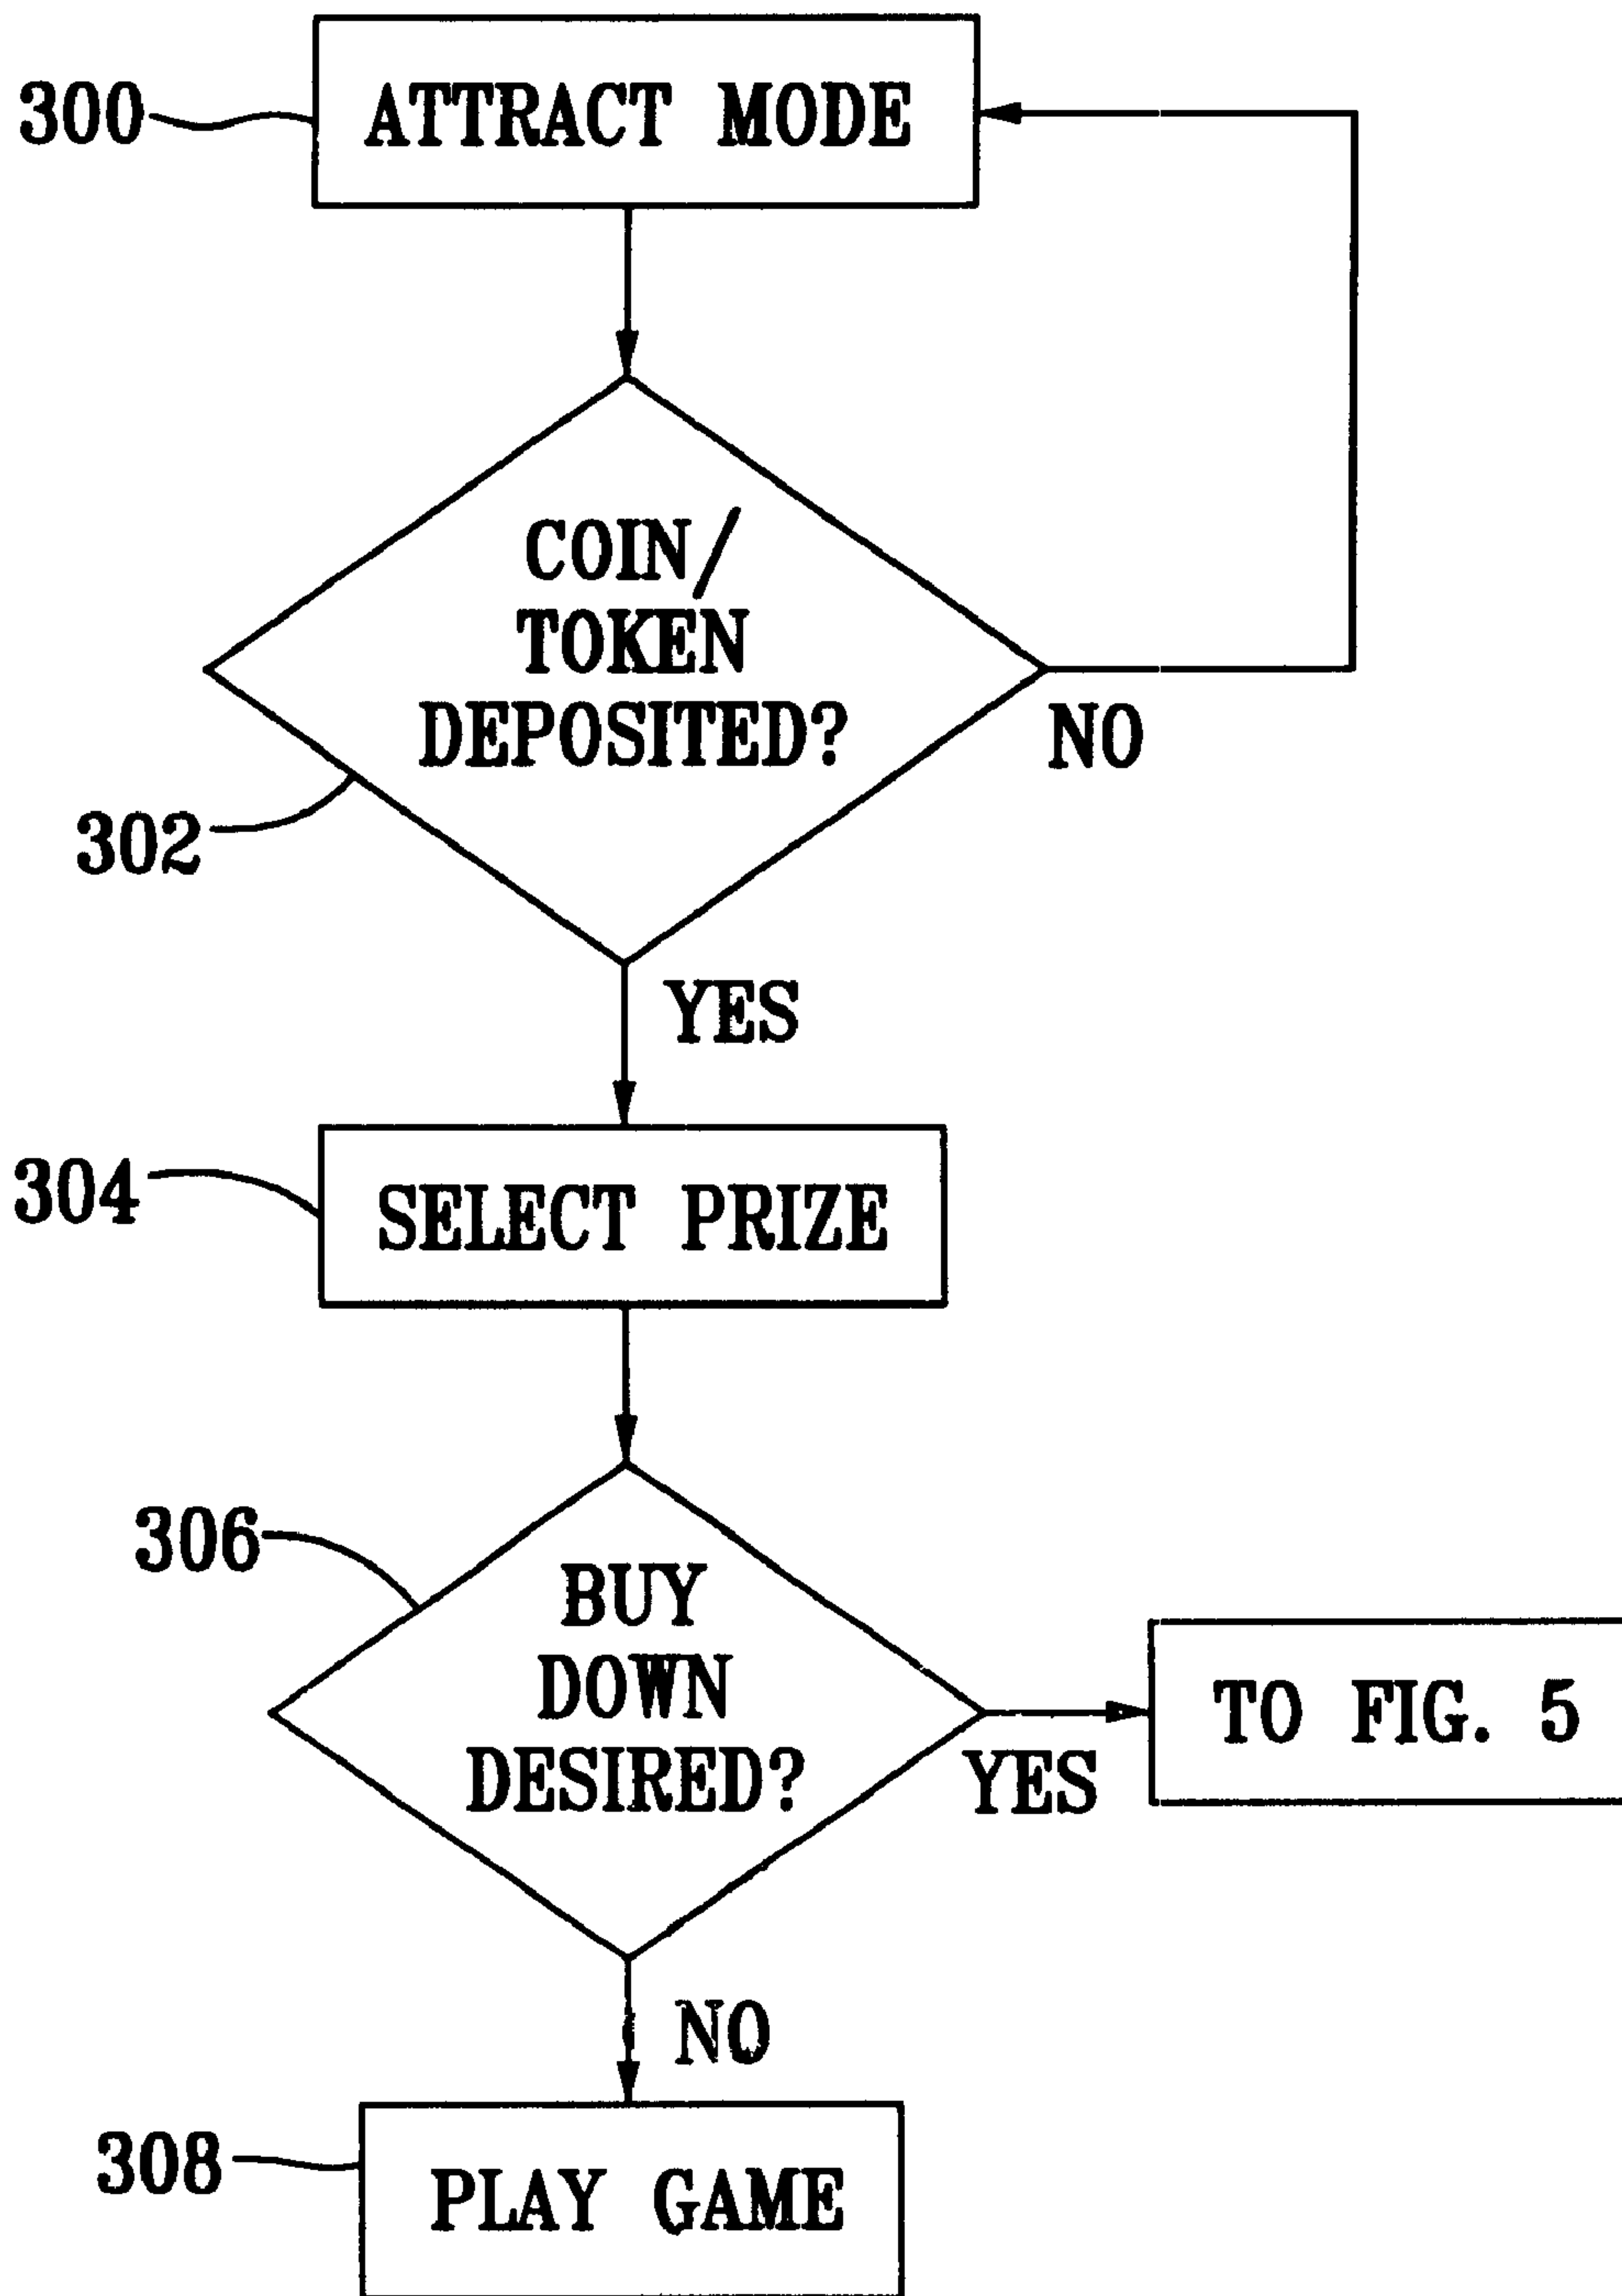 300
ATTRACT MODE
COIN/
TOKEN
DEPOSITED?
NO
302
YES
304
SELECT PRIZE
306
BUY
DOWN
DESIRED?
YES
TO FIG. 5
NO
308
PLAY GAME